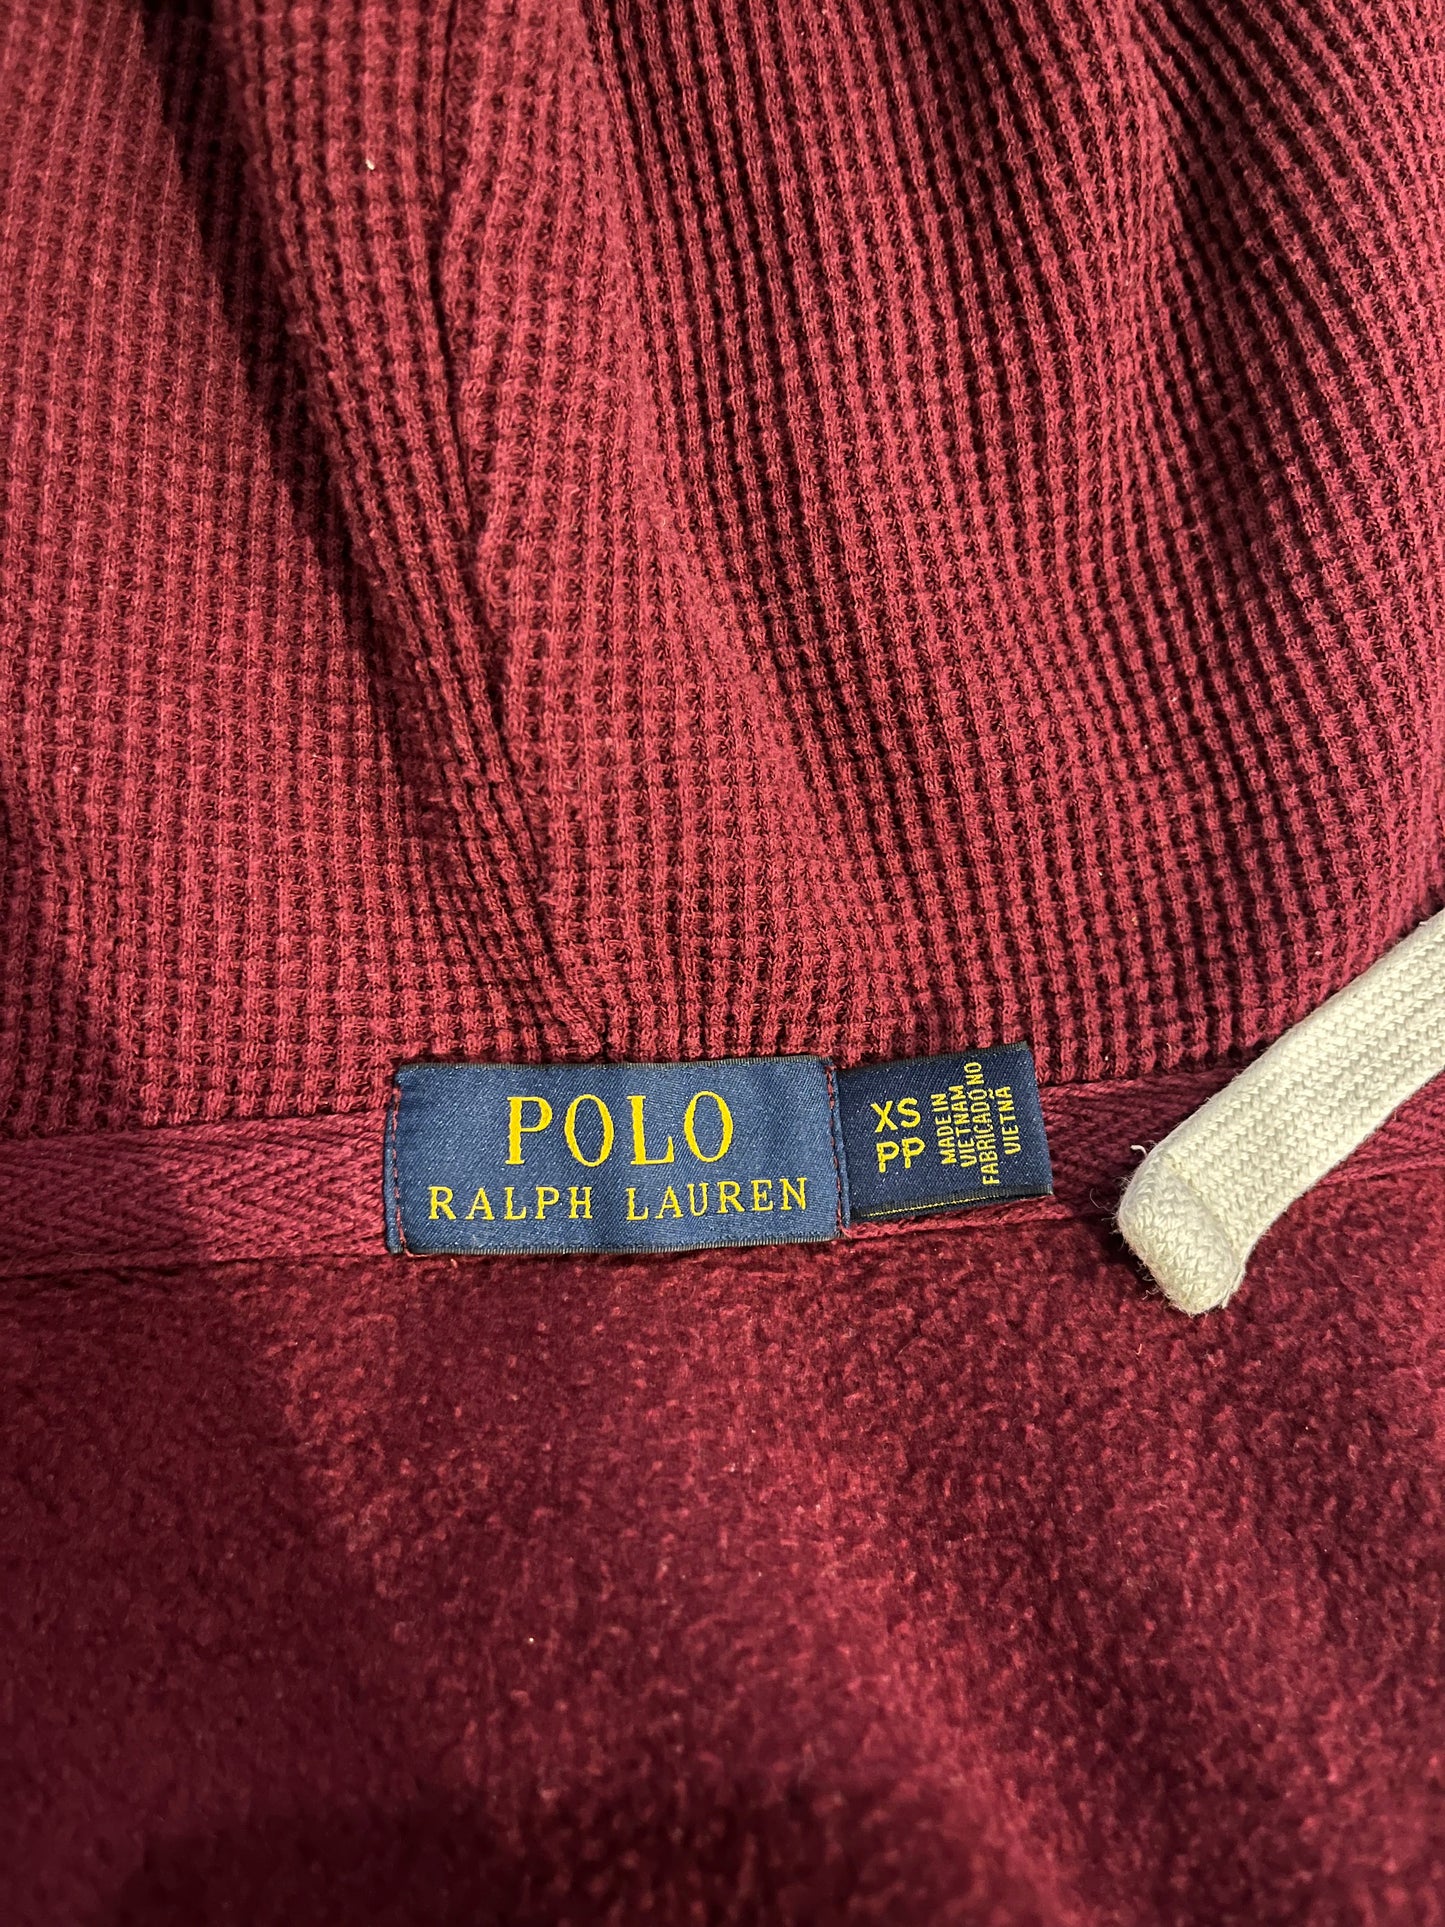 POLO
RALPH LAUREN
XS
PP
MADE IN
VIETNAM
FABRICADO NO
VIETNÃ